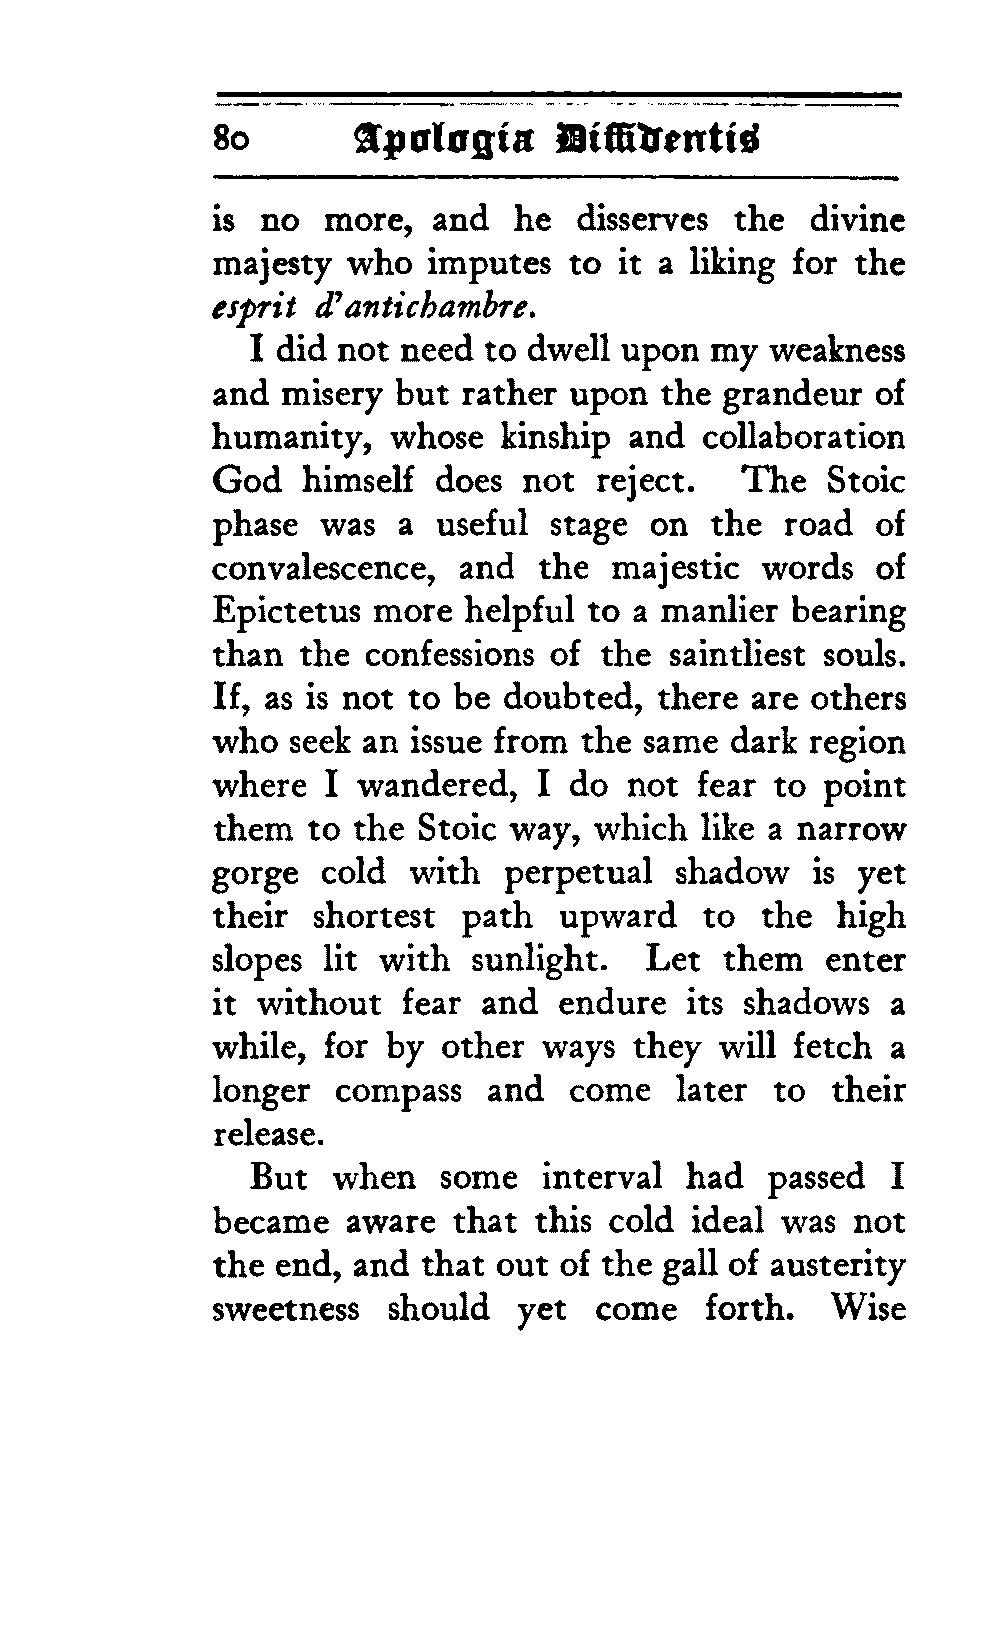 80 Apologia Diffidentis
is no more, and he disserves the divine
majesty who imputes to it a liking for the
esprit d'antichambre.
I did not need to dwell upon my weakness
and misery but rather upon the grandeur of
humanity, whose kinship and collaboration
God himself does not reject. The Stoic
phase was a useful stage on the road of
convalescence, and the majestic words of
Epictetus more helpful to a manlier bearing
than the confessions of the saintliest souls.
If, as is not to be doubted, there are others
who seek an issue from the same dark region
where I wandered, I do not fear to point
them to the Stoic way, which like a narrow
gorge cold with perpetual shadow is yet
their shortest path upward to the high
slopes lit with sunlight. Let them enter
it without fear and endure its shadows a
while, for by other ways they will fetch a
longer compass and come later to their
release.
But when some interval had passed I
became aware that this cold ideal was not
the end, and that out of the gall of austerity
sweetness should yet come forth. Wise